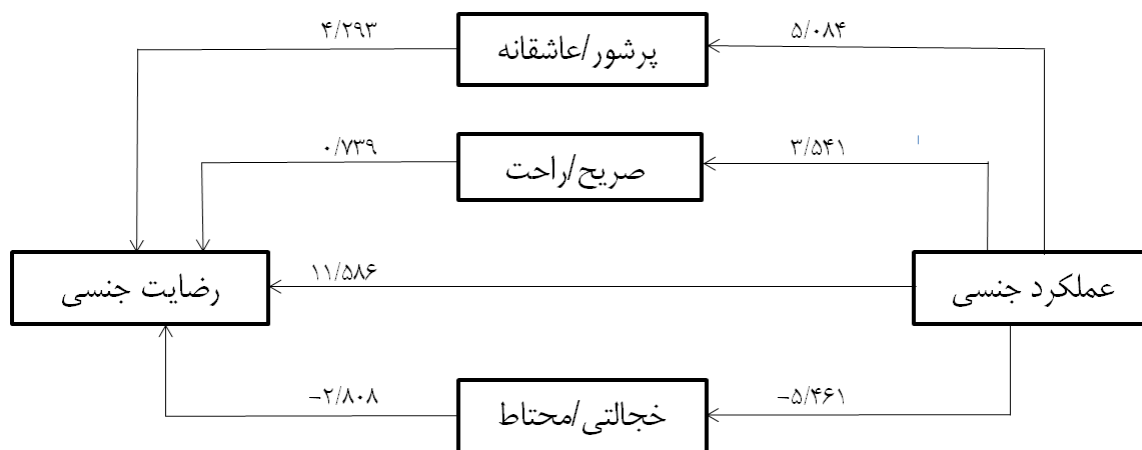 ۵/۰۸۴
پرشور/عاشقانه
۴/۲۹۳
۳/۵۴۱
صریح/راحت
۰/۷۳۹
عملکرد جنسی
۱۱/۵۸۶
رضایت جنسی
-۵/۴۶۱
خجالتی/محتاط
-۲/۸۰۸